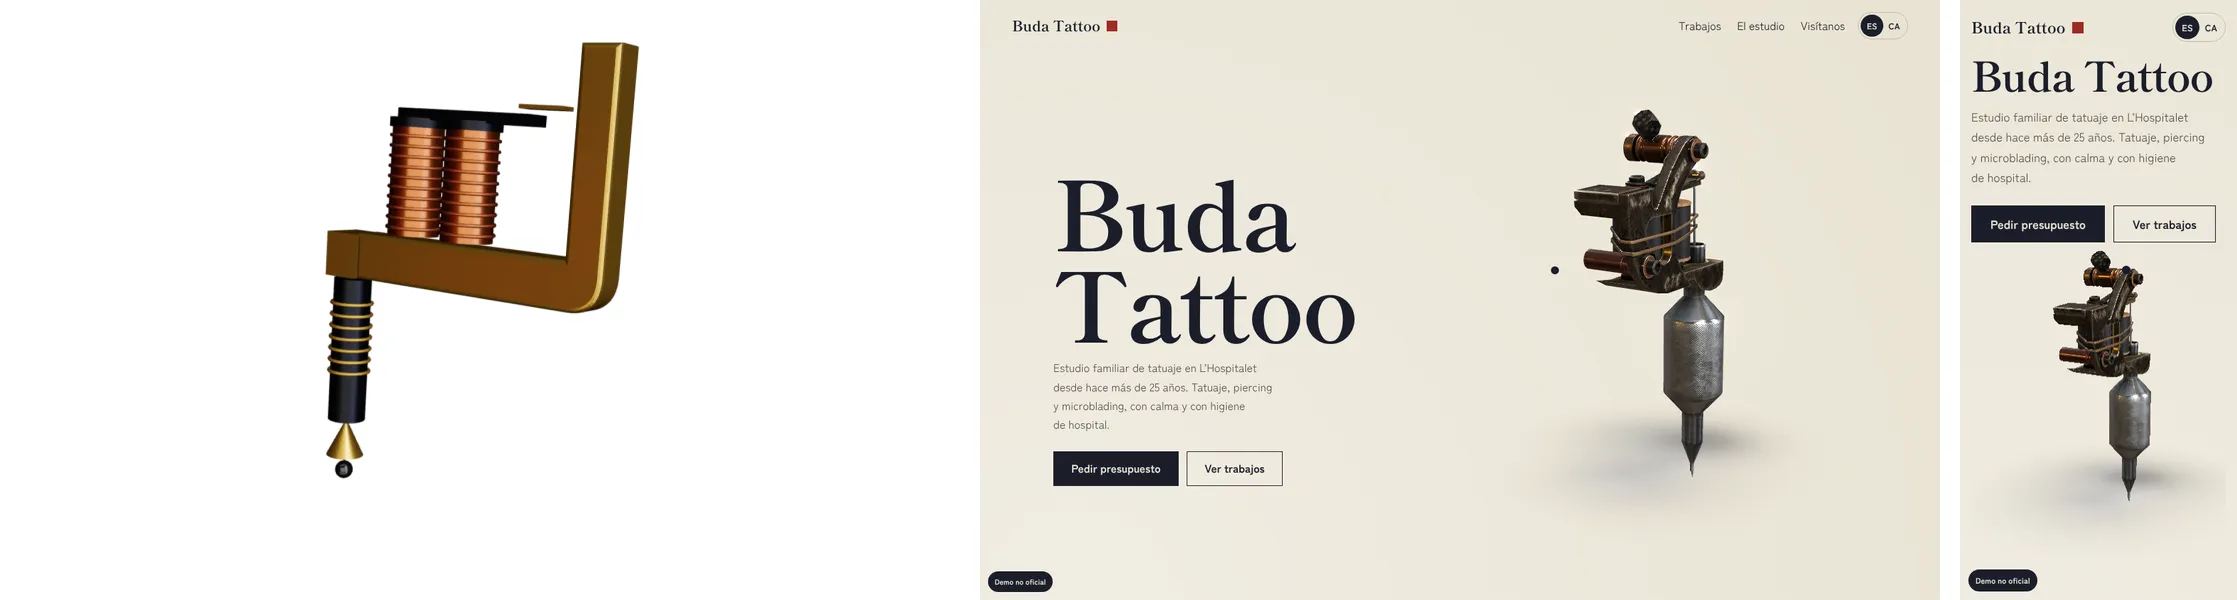 Buda Tattoo
Trabajos El estudio Visítanos ES CA
Buda
Tattoo
Estudio familiar de tatuaje en L'Hospitalet
desde hace más de 25 años. Tatuaje, piercing
y microblading, con calma y con higiene
de hospital.
Pedir presupuesto Ver trabajos
Demo no oficial
Buda Tattoo ES CA
Buda Tattoo
Estudio familiar de tatuaje en L'Hospitalet
desde hace más de 25 años. Tatuaje, piercing
y microblading, con calma y con higiene
de hospital.
Pedir presupuesto Ver trabajos
Demo no oficial